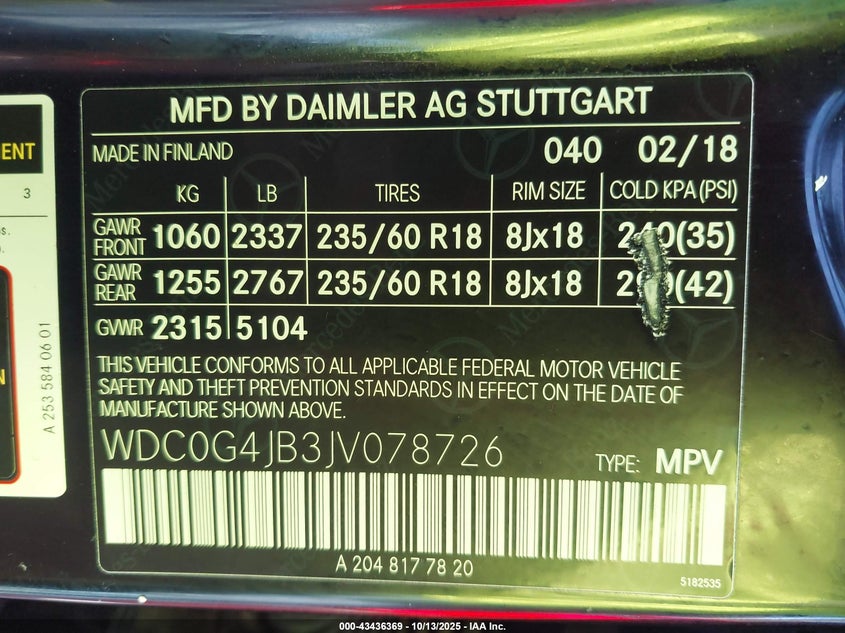 MFD BY DAIMLER AG STUTTGART
MADE IN FINLAND 040 02/18
KG LB TIRES RIM SIZE COLD KPA(PSI)
GAWR FRONT 1060 2337 235/60 R18 8Jx18 240(35)
GAWR REAR 1255 2767 235/60 R18 8Jx18 (42)
GVWR 2315 5104
THIS VEHICLE CONFORMS TO ALL APPLICABLE FEDERAL MOTOR VEHICLE
SAFETY AND THEFT PREVENTION STANDARDS IN EFFECT ON THE DATE OF
MANUFACTURE SHOWN ABOVE.
WDC0G4JB3JV078726 TYPE: MPV
A 204 817 78 20
5182535
3
A 253 584 06 01
000-43436369 - 10/13/2025 - IAA Inc.